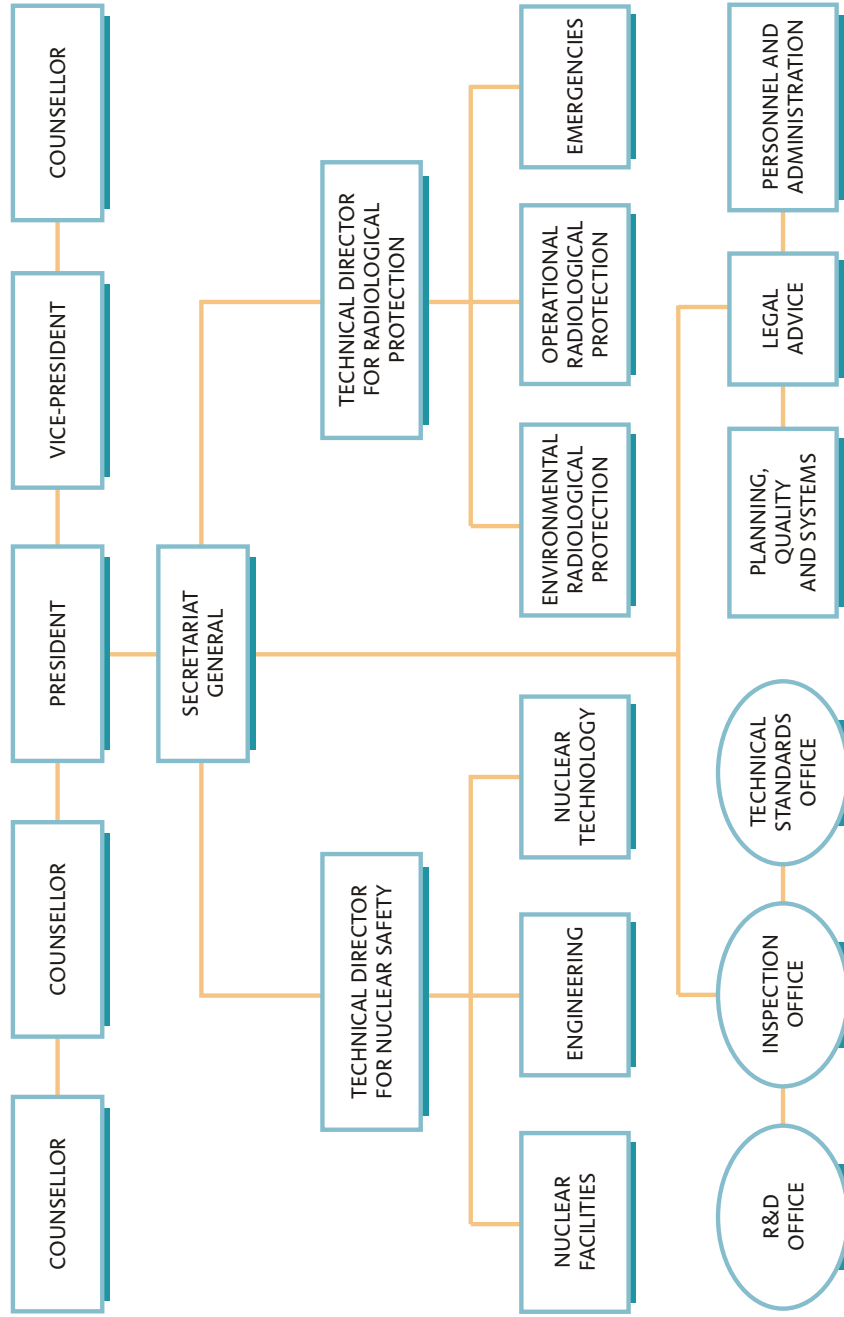 COUNSELLOR
COUNSELLOR
PRESIDENT
VICE-PRESIDENT
COUNSELLOR
SECRETARIAT
GENERAL
TECHNICAL DIRECTOR
FOR NUCLEAR SAFETY
TECHNICAL DIRECTOR
FOR RADIOLOGICAL
PROTECTION
NUCLEAR
FACILITIES
ENGINEERING
NUCLEAR
TECHNOLOGY
ENVIRONMENTAL
RADIOLOGICAL
PROTECTION
OPERATIONAL
RADIOLOGICAL
PROTECTION
EMERGENCIES
R&D
OFFICE
INSPECTION
OFFICE
TECHNICAL
STANDARDS
OFFICE
PLANNING,
QUALITY
AND SYSTEMS
LEGAL
ADVICE
PERSONNEL AND
ADMINISTRATION